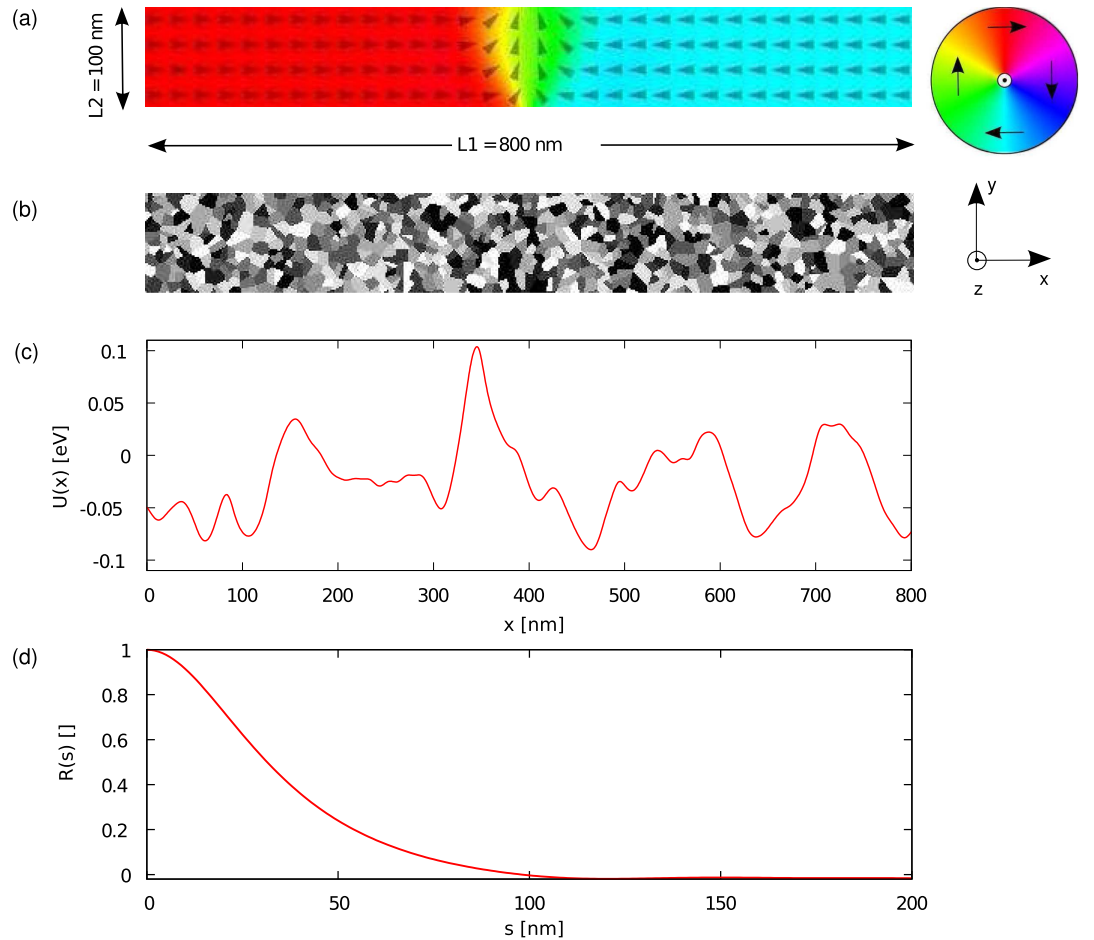 (a)
L2 = 100 nm
L1 = 800 nm
(b)
y
x
z
(c)
U(x) [eV]
0.1
0.05
0
-0.05
-0.1
0 100 200 300 400 500 600 700 800
x [nm]
(d)
R(s) []
1
0.8
0.6
0.4
0.2
0
0 50 100 150 200
s [nm]